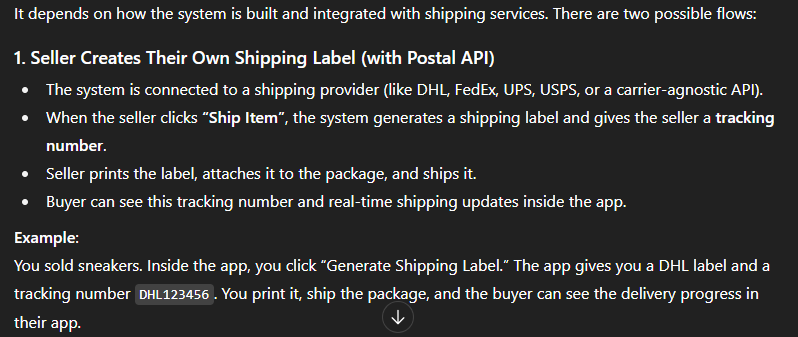 It depends on how the system is built and integrated with shipping services. There are two possible flows:
1. Seller Creates Their Own Shipping Label (with Postal API)
• The system is connected to a shipping provider (like DHL, FedEx, UPS, USPS, or a carrier-agnostic API).
• When the seller clicks “Ship Item”, the system generates a shipping label and gives the seller a tracking
number.
• Seller prints the label, attaches it to the package, and ships it.
• Buyer can see this tracking number and real-time shipping updates inside the app.
Example:
You sold sneakers. Inside the app, you click “Generate Shipping Label.” The app gives you a DHL label and a
tracking number DHL123456 . You print it, ship the package, and the buyer can see the delivery progress in
their app.